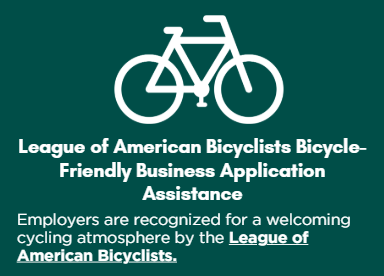 League of American Bicyclists Bicycle-
Friendly Business Application
Assistance
Employers are recognized for a welcoming
cycling atmosphere by the League of
American Bicyclists.